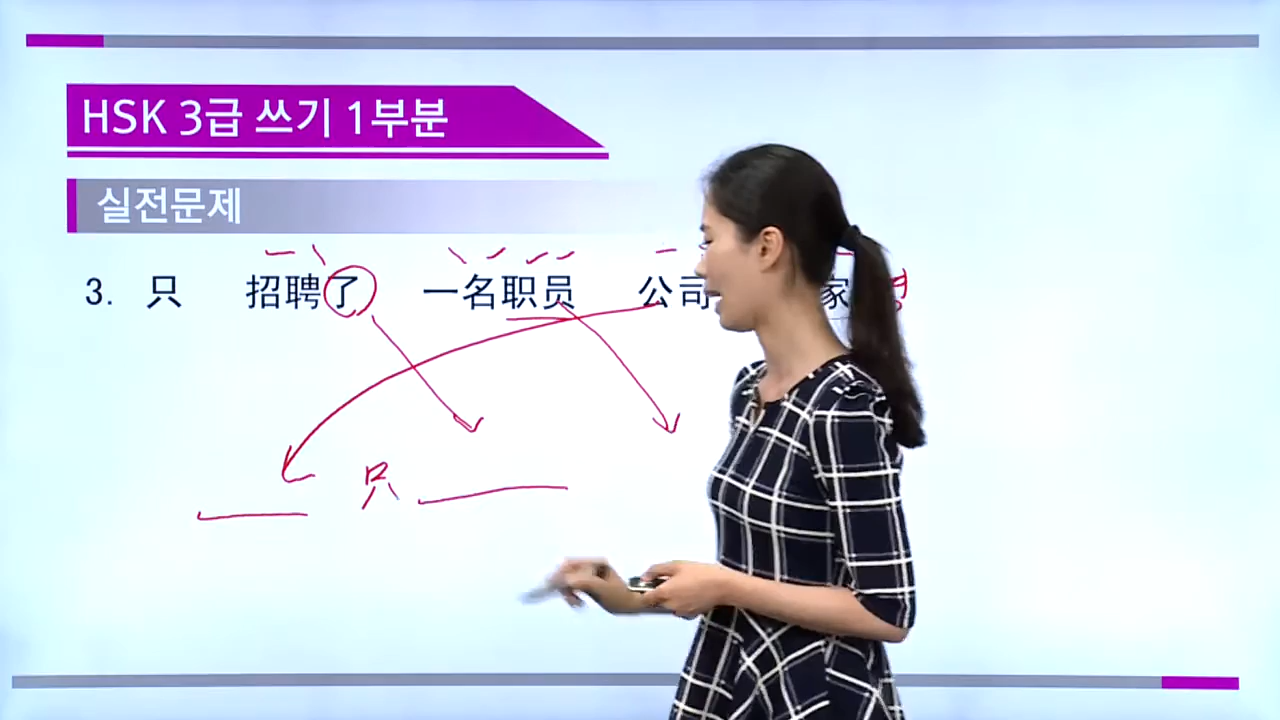 HSK 3급 쓰기 1부분
실전문제
3. 只 招聘了 一名职员 公司 家
只